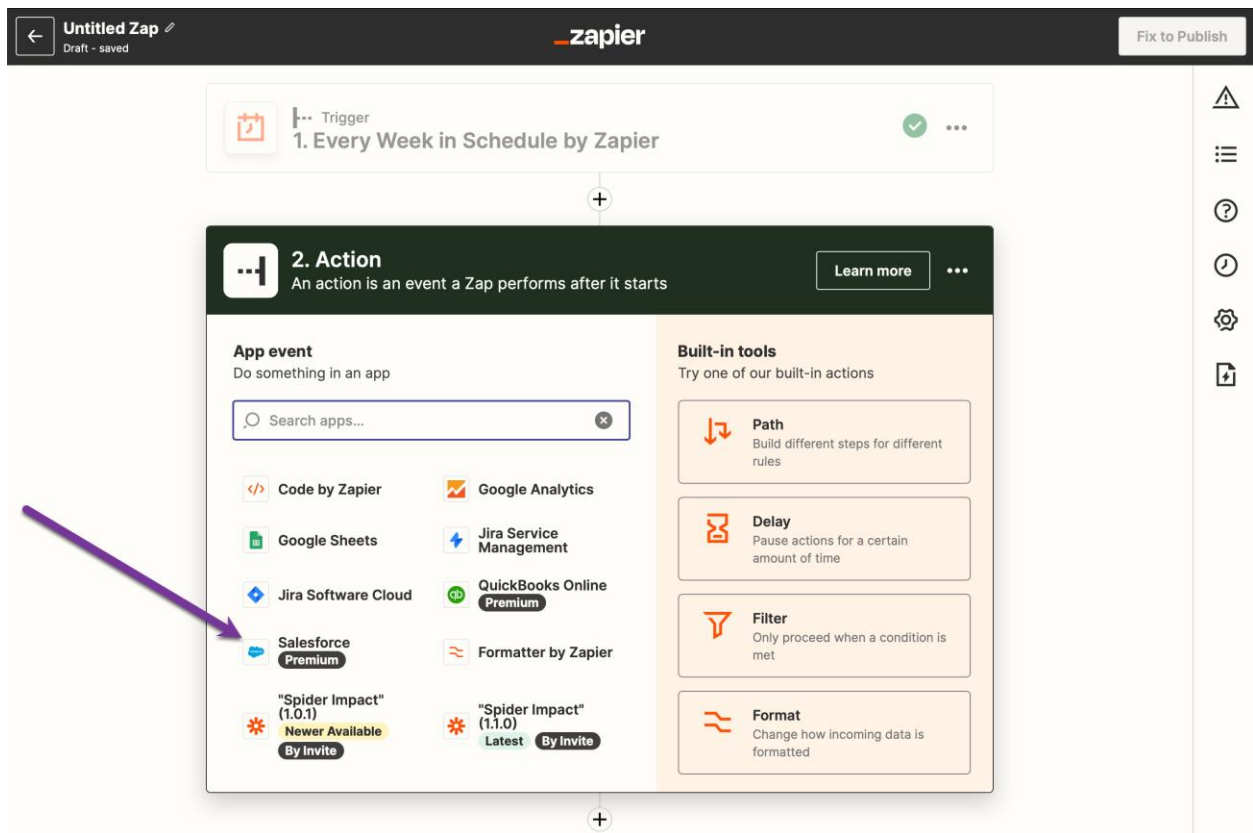 Untitled Zap
Draft - saved
_zapier
Fix to Publish
Trigger
1. Every Week in Schedule by Zapier
2. Action
An action is an event a Zap performs after it starts
Learn more
App event
Do something in an app
Search apps...
Code by Zapier
Google Analytics
Google Sheets
Jira Service
Management
Jira Software Cloud
QuickBooks Online
Premium
Salesforce
Premium
Formatter by Zapier
"Spider Impact"
(1.0.1)
Newer Available
By Invite
"Spider Impact"
(1.1.0)
Latest By Invite
Built-in tools
Try one of our built-in actions
Path
Build different steps for different
rules
Delay
Pause actions for a certain
amount of time
Filter
Only proceed when a condition is
met
Format
Change how incoming data is
formatted